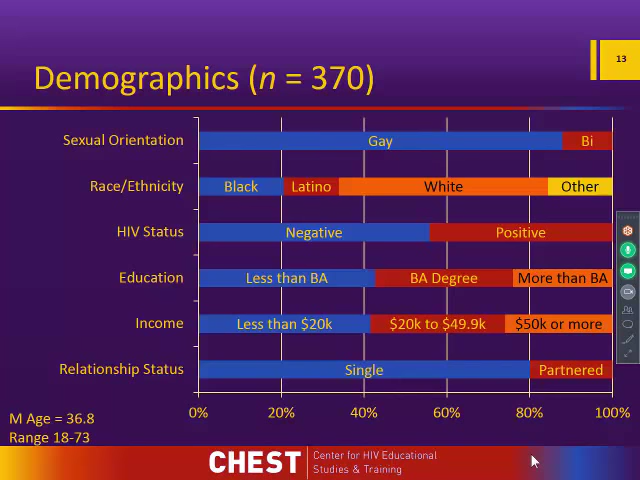 13
Demographics (n = 370)
Sexual Orientation
Gay
Bi
Race/Ethnicity
Black
Latino
White
Other
HIV Status
Negative
Positive
Education
Less than BA
BA Degree
More than BA
Income
Less than $20k
$20k to $49.9k
$50k or more
Relationship Status
Single
Partnered
0%
20%
40%
60%
80%
100%
M Age = 36.8
Range 18-73
CHEST
Center for HIV Educational
Studies & Training